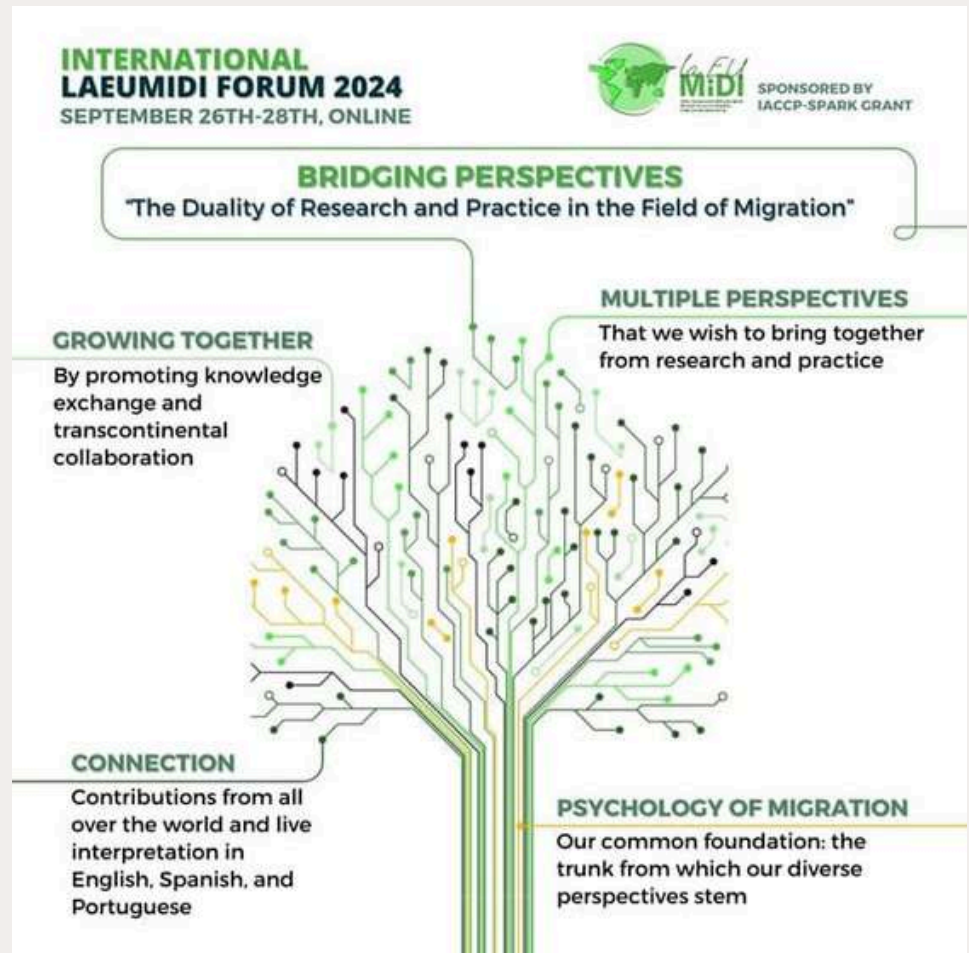 INTERNATIONAL
LAEUMIDI FORUM 2024
SEPTEMBER 26TH-28TH, ONLINE
LaEU
MiDI
SPONSORED BY
IACCP-SPARK GRANT
BRIDGING PERSPECTIVES
"The Duality of Research and Practice in the Field of Migration"
MULTIPLE PERSPECTIVES
That we wish to bring together
from research and practice
GROWING TOGETHER
By promoting knowledge
exchange and
transcontinental
collaboration
CONNECTION
Contributions from all
over the world and live
interpretation in
English, Spanish, and
Portuguese
PSYCHOLOGY OF MIGRATION
Our common foundation: the
trunk from which our diverse
perspectives stem